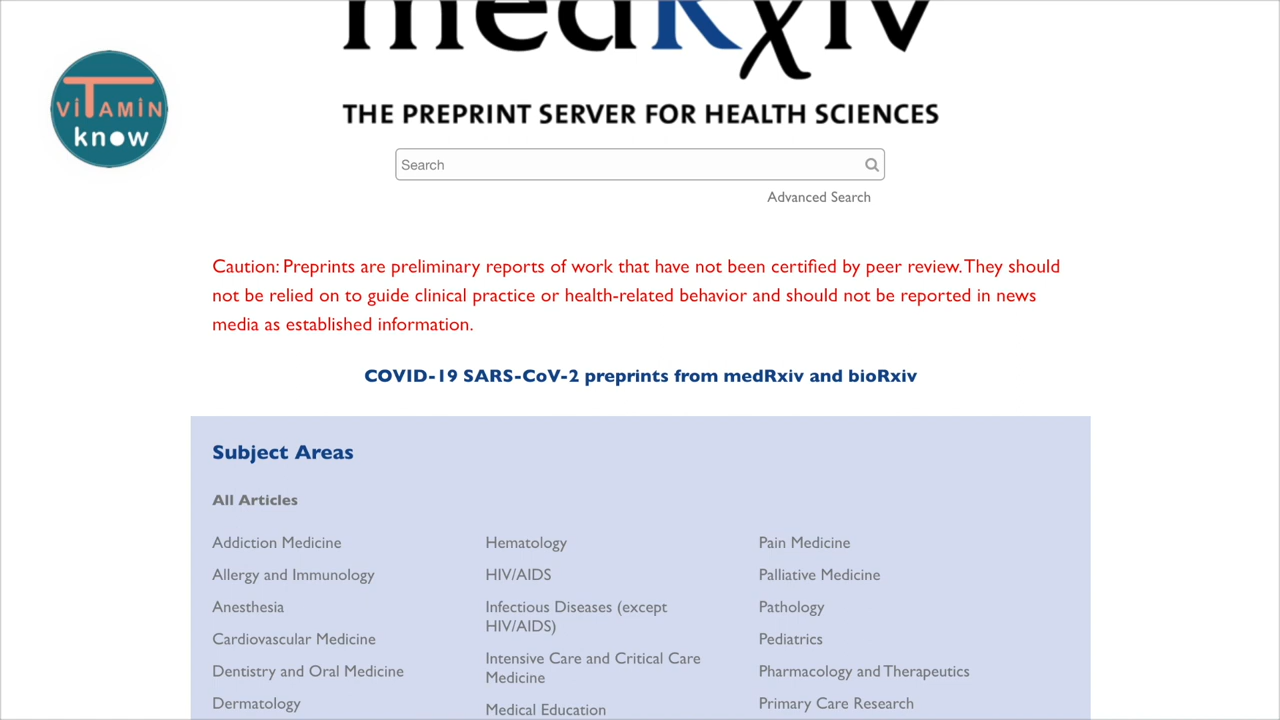 medRxiv
THE PREPRINT SERVER FOR HEALTH SCIENCES
viTAMiN
know
Search
Advanced Search
Caution: Preprints are preliminary reports of work that have not been certified by peer review. They should
not be relied on to guide clinical practice or health-related behavior and should not be reported in news
media as established information.
COVID-19 SARS-CoV-2 preprints from medRxiv and bioRxiv
Subject Areas
All Articles
Addiction Medicine
Allergy and Immunology
Anesthesia
Cardiovascular Medicine
Dentistry and Oral Medicine
Dermatology
Hematology
HIV/AIDS
Infectious Diseases (except
HIV/AIDS)
Intensive Care and Critical Care
Medicine
Medical Education
Pain Medicine
Palliative Medicine
Pathology
Pediatrics
Pharmacology and Therapeutics
Primary Care Research